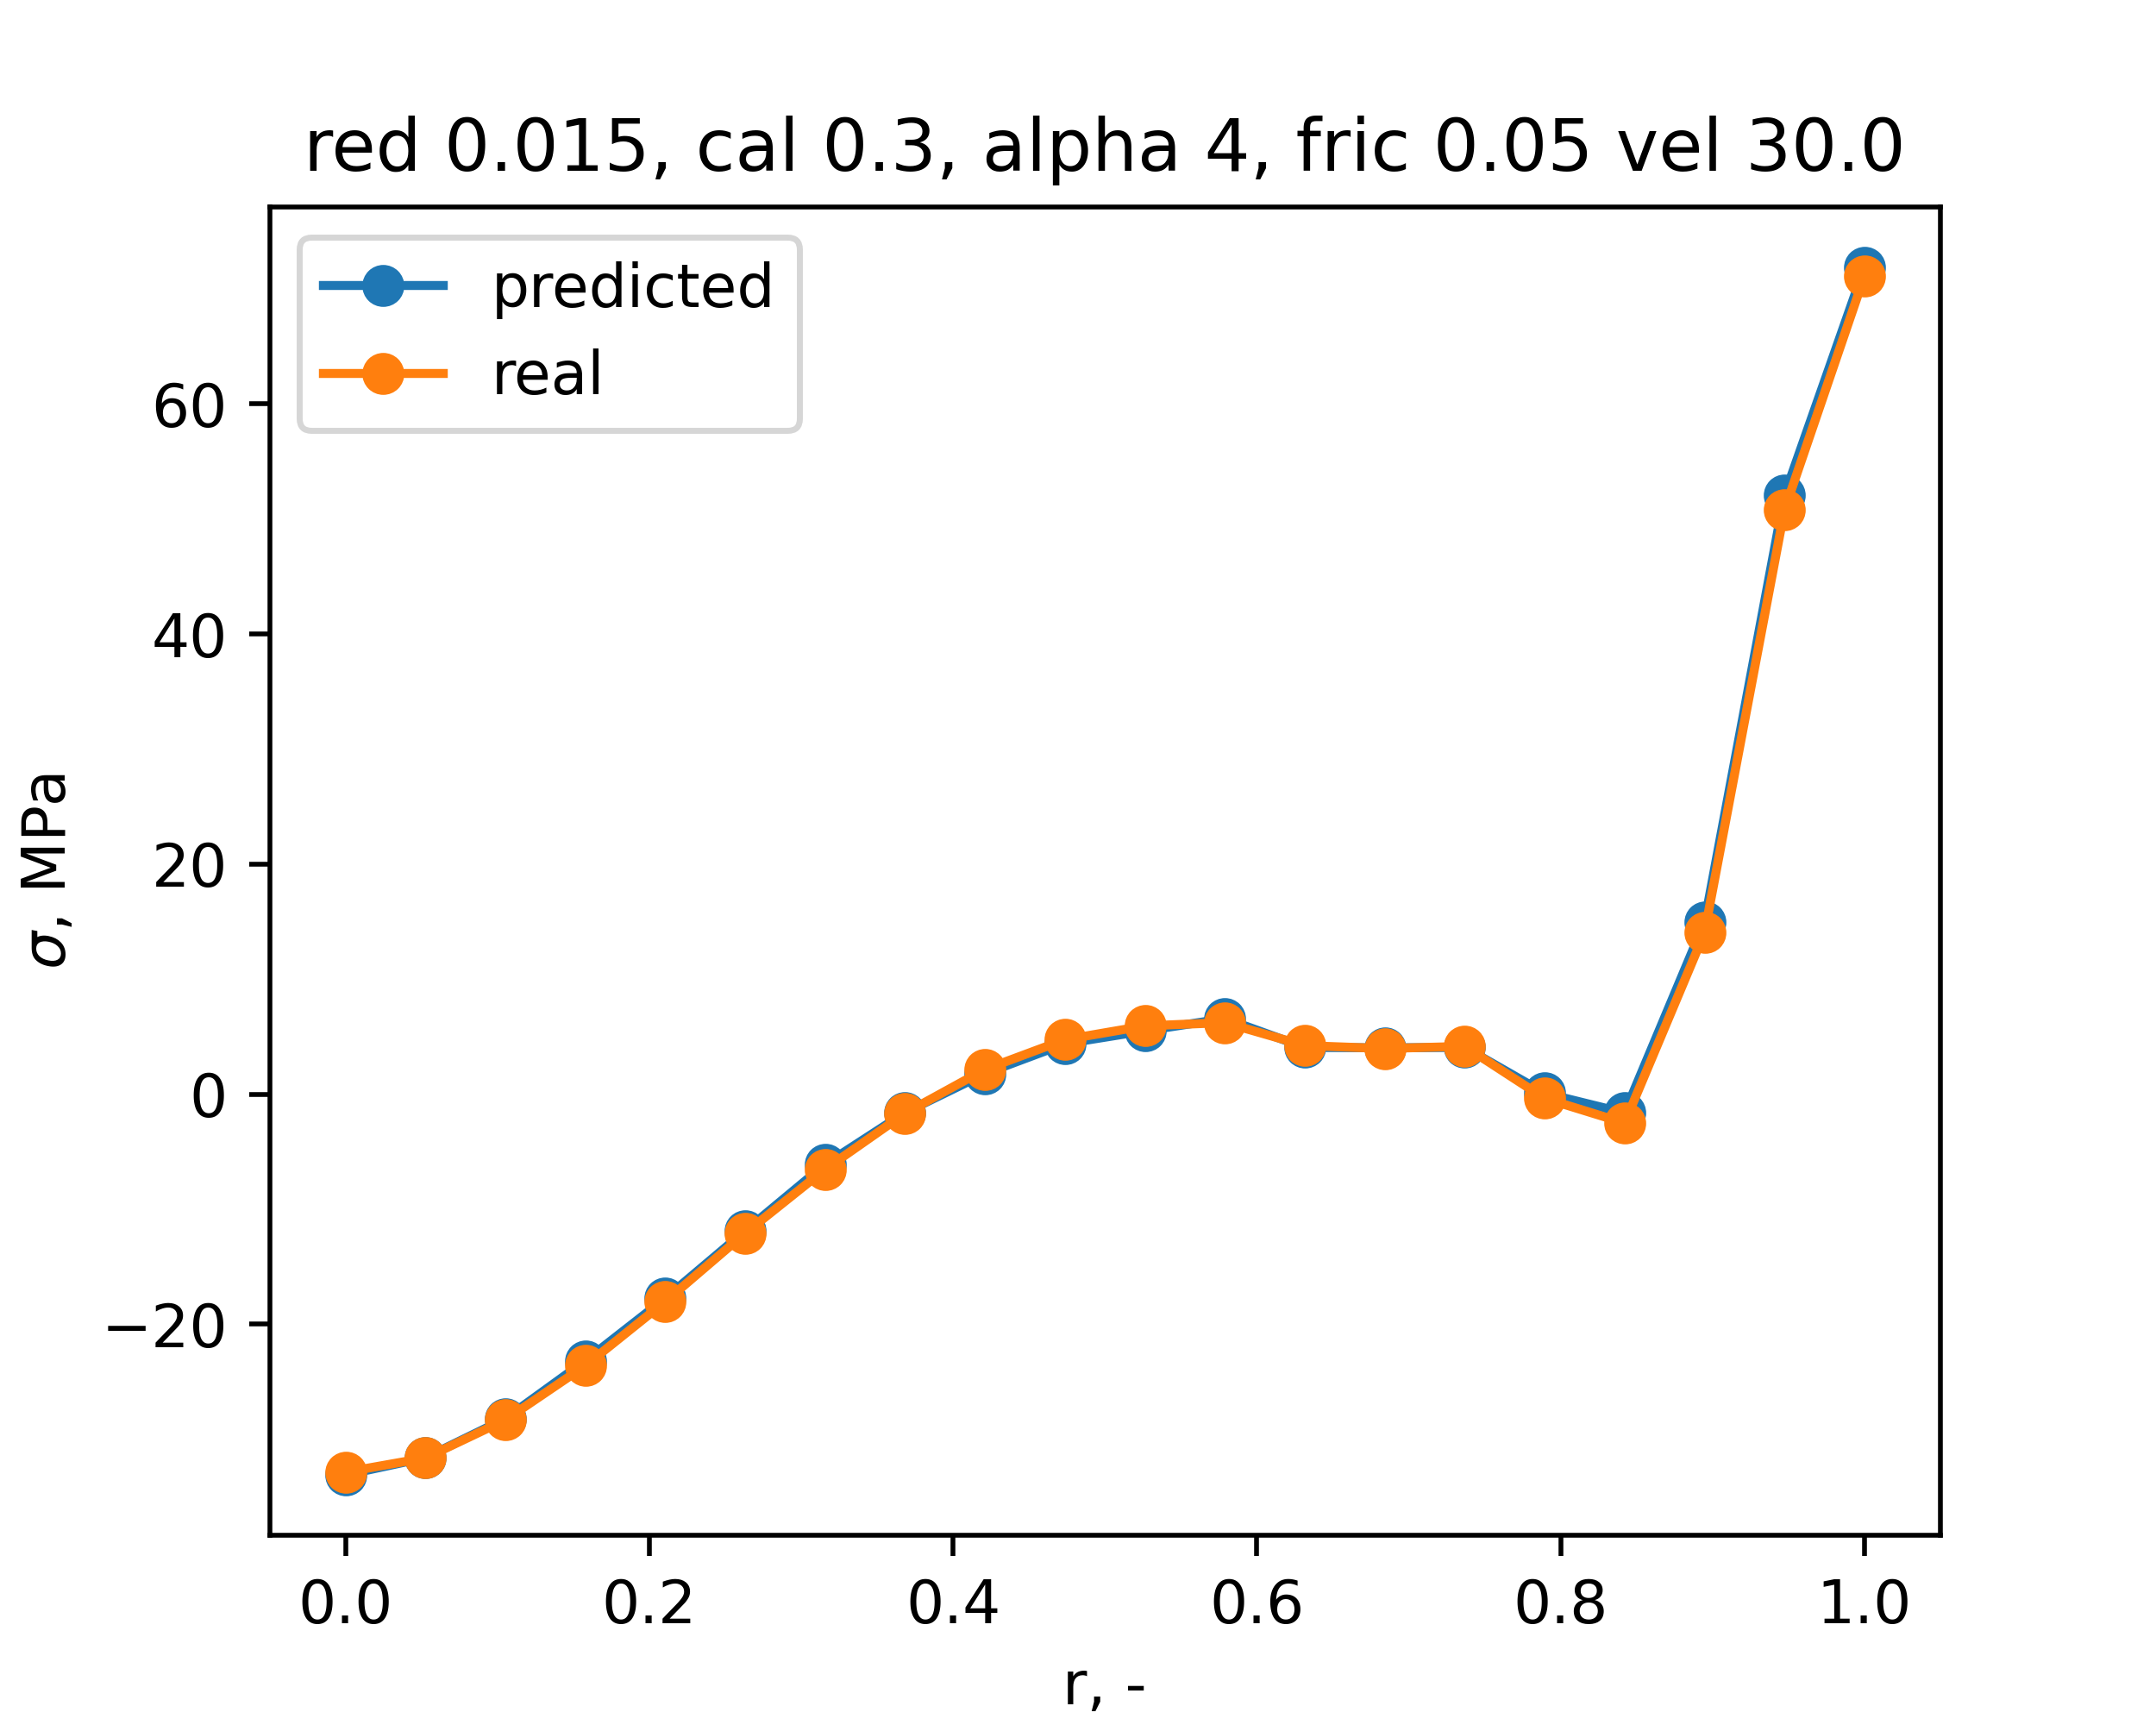 red 0.015, cal 0.3, alpha 4, fric 0.05 vel 30.0
predicted
real
60
40
20
0
−20
σ, MPa
0.0 0.2 0.4 0.6 0.8 1.0
r, -